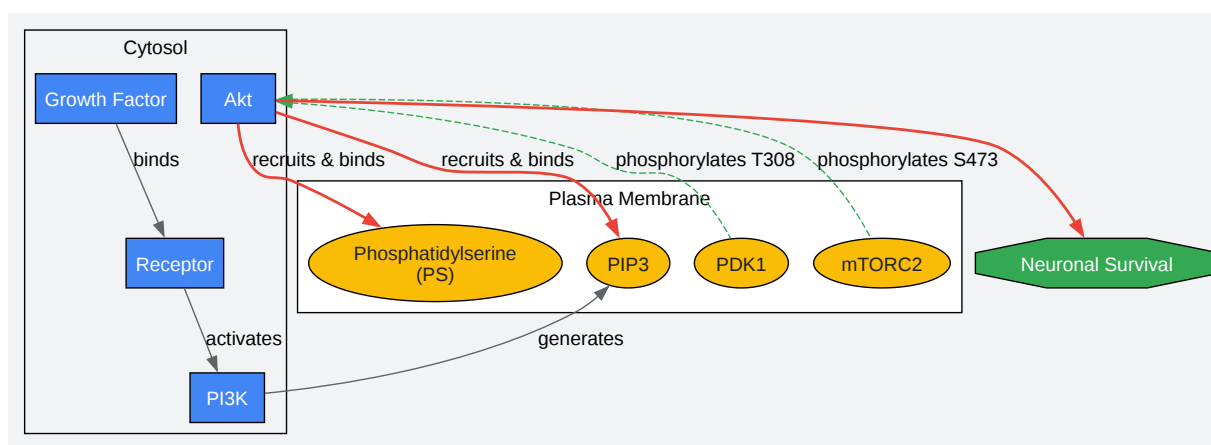 Cytosol
Growth Factor
Akt
binds
recruits & binds
recruits & binds
phosphorylates T308
phosphorylates S473
Plasma Membrane
Phosphatidylserine
(PS)
PIP3
PDK1
mTORC2
Neuronal Survival
Receptor
activates
generates
PI3K